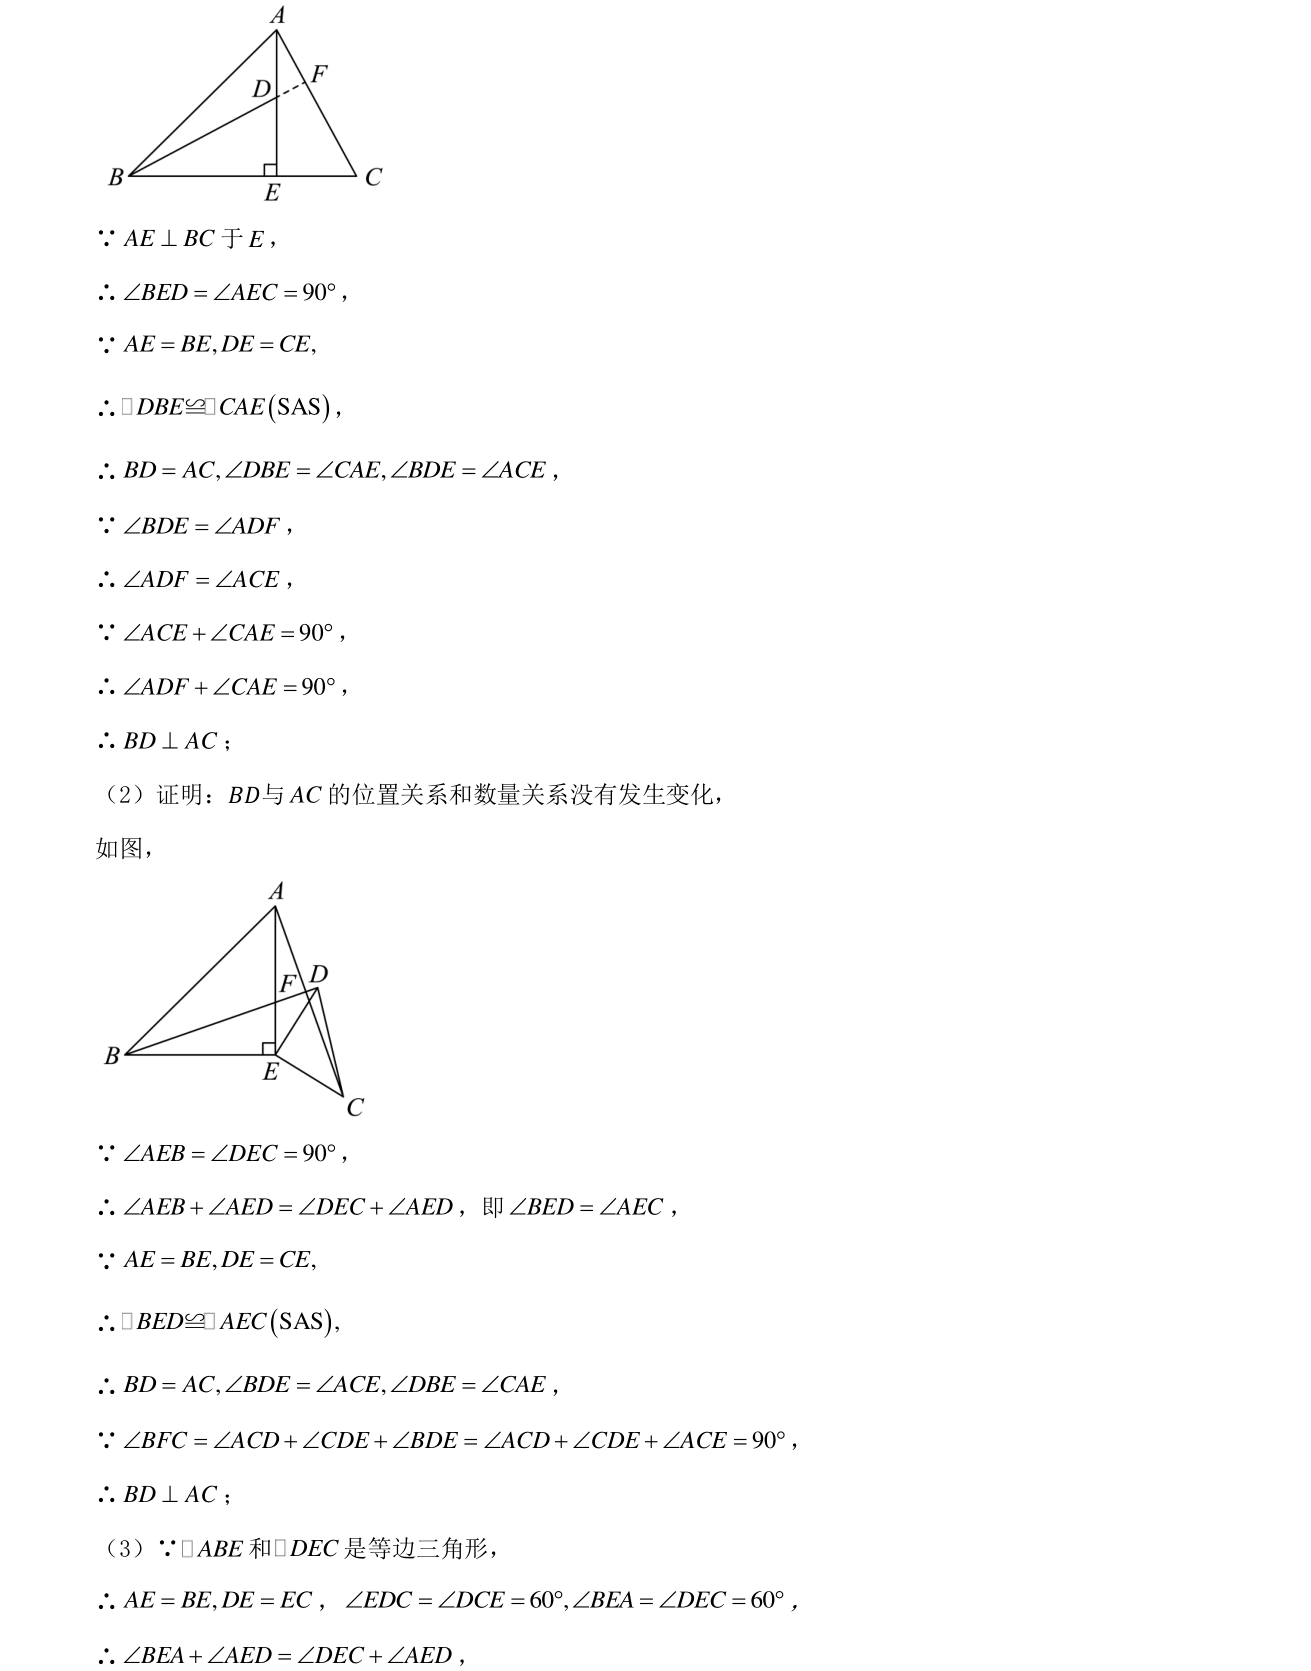 A
D
F
B
E
C
∵ AE ⊥ BC 于 E，
∴ ∠BED = ∠AEC = 90°，
∵ AE = BE, DE = CE,
∴ □DBE≌□CAE(SAS)，
∴ BD = AC, ∠DBE = ∠CAE, ∠BDE = ∠ACE，
∵ ∠BDE = ∠ADF，
∴ ∠ADF = ∠ACE，
∵ ∠ACE + ∠CAE = 90°，
∴ ∠ADF + ∠CAE = 90°，
∴ BD ⊥ AC；
（2）证明：BD与 AC 的位置关系和数量关系没有发生变化，
如图，
A
F D
B
E
C
∵ ∠AEB = ∠DEC = 90°，
∴ ∠AEB + ∠AED = ∠DEC + ∠AED，即 ∠BED = ∠AEC，
∵ AE = BE, DE = CE,
∴ □BED≌□AEC(SAS),
∴ BD = AC, ∠BDE = ∠ACE, ∠DBE = ∠CAE，
∵ ∠BFC = ∠ACD + ∠CDE + ∠BDE = ∠ACD + ∠CDE + ∠ACE = 90°，
∴ BD ⊥ AC；
（3）∵ □ABE 和 □DEC 是等边三角形，
∴ AE = BE, DE = EC，∠EDC = ∠DCE = 60°, ∠BEA = ∠DEC = 60°，
∴ ∠BEA + ∠AED = ∠DEC + ∠AED，